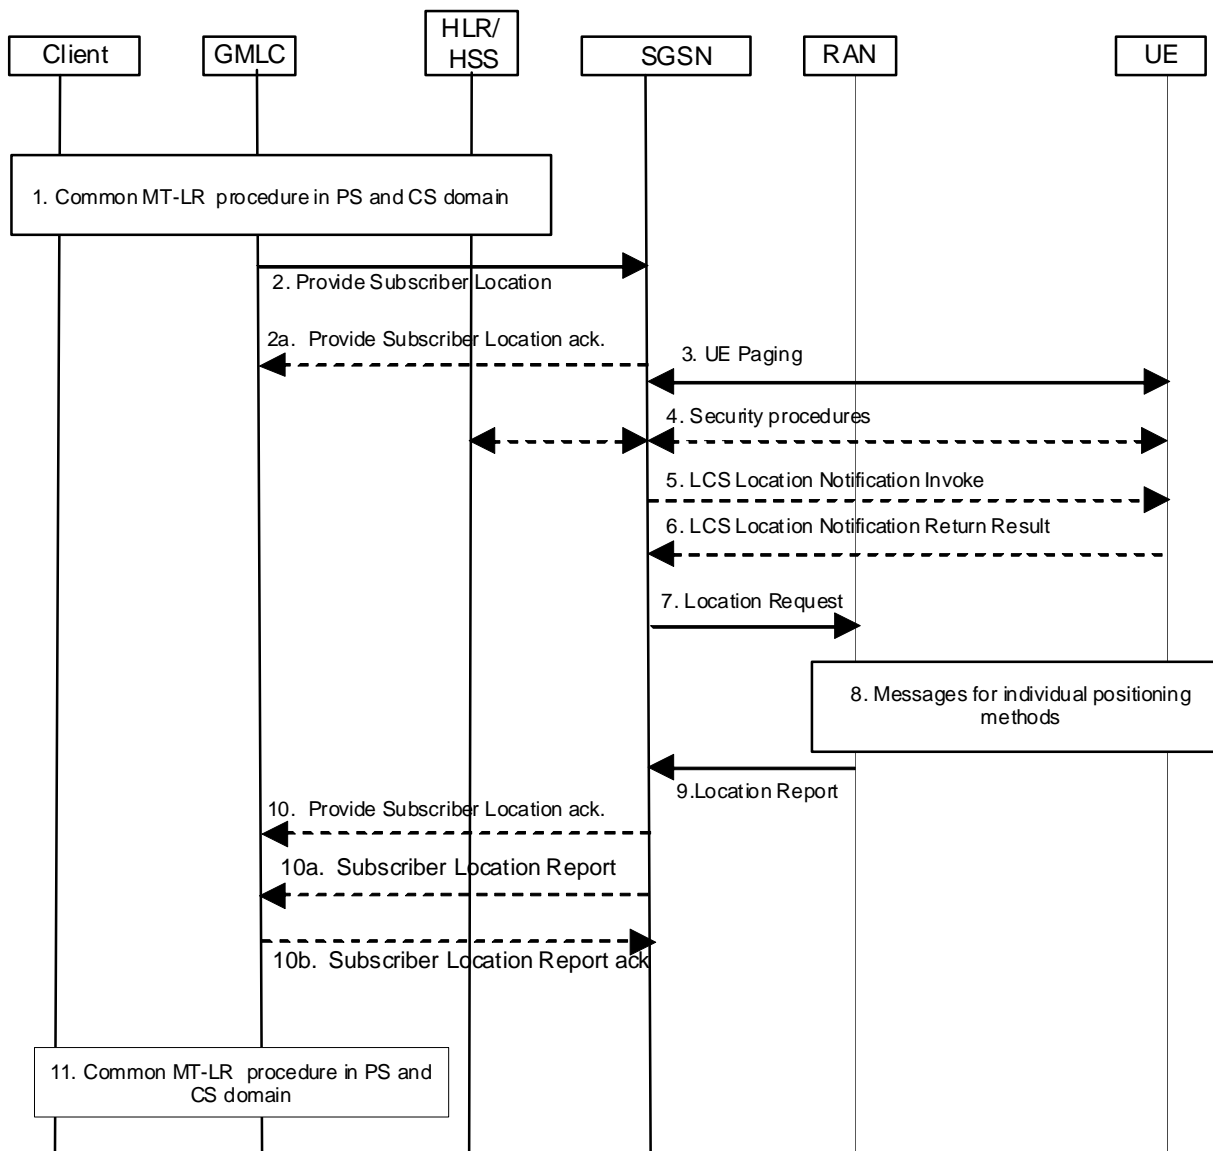 Client
GMLC
HLR/
HSS
SGSN
RAN
UE
1. Common MT-LR procedure in PS and CS domain
2. Provide Subscriber Location
2a. Provide Subscriber Location ack.
3. UE Paging
4. Security procedures
5. LCS Location Notification Invoke
6. LCS Location Notification Return Result
7. Location Request
8. Messages for individual positioning
methods
9.Location Report
10. Provide Subscriber Location ack.
10a. Subscriber Location Report
10b. Subscriber Location Report ack
11. Common MT-LR procedure in PS and
CS domain